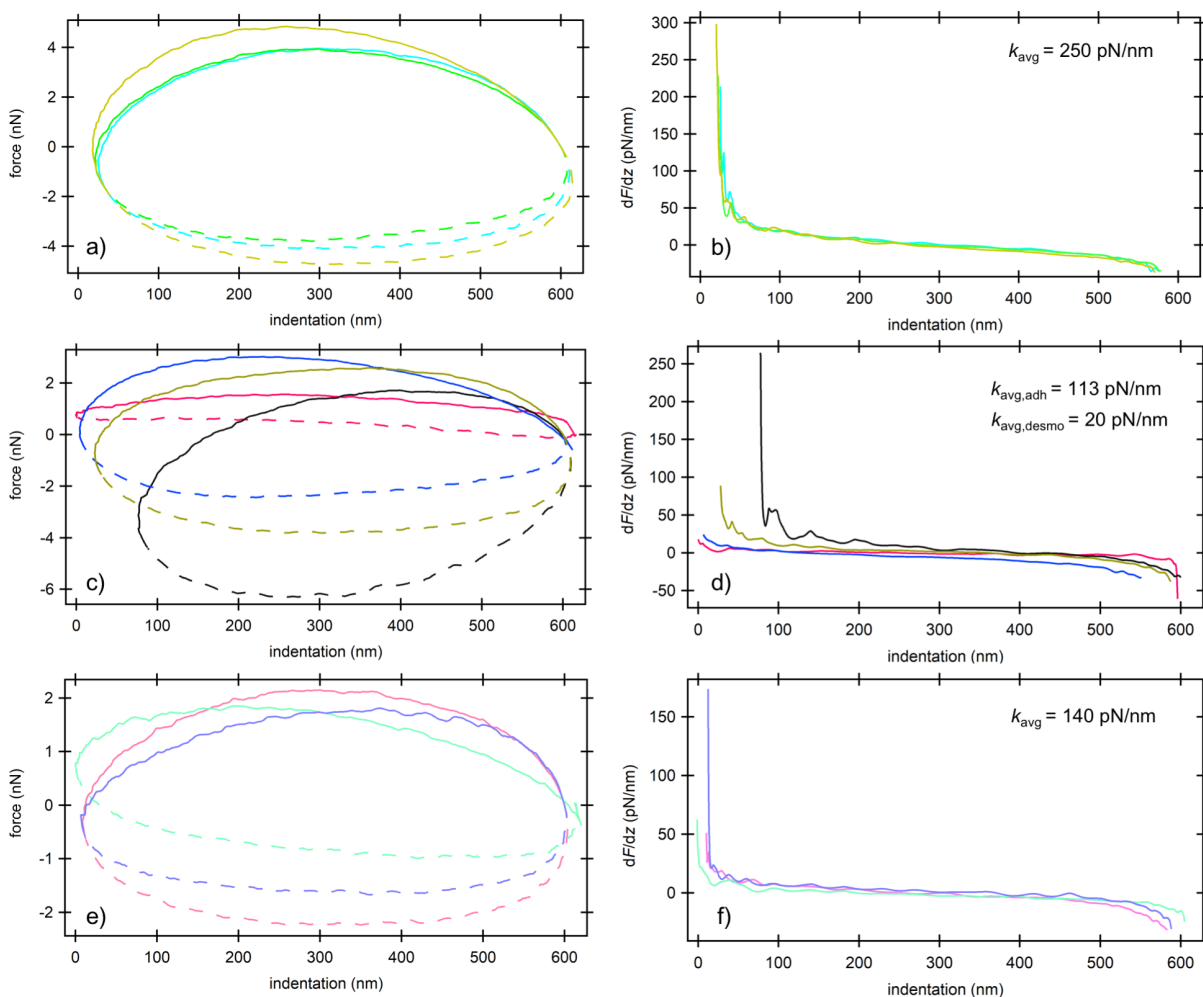 4
2
0
-2
-4
force (nN)
a)
0 100 200 300 400 500 600
indentation (nm)
300
250
200
150
100
50
0
dF/dz (pN/nm)
kavg = 250 pN/nm
b)
0 100 200 300 400 500 600
indentation (nm)
2
0
-2
-4
-6
force (nN)
c)
0 100 200 300 400 500 600
indentation (nm)
250
200
150
100
50
0
-50
dF/dz (pN/nm)
kavg,adh = 113 pN/nm
kavg,desmo = 20 pN/nm
d)
0 100 200 300 400 500 600
indentation (nm)
2
1
0
-1
-2
force (nN)
e)
0 100 200 300 400 500 600
indentation (nm)
150
100
50
0
dF/dz (pN/nm)
kavg = 140 pN/nm
f)
0 100 200 300 400 500 600
indentation (nm)